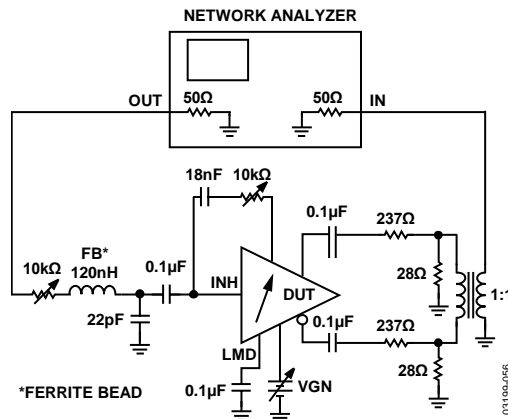 NETWORK ANALYZER
OUT
50Ω
50Ω
IN
18nF
10kΩ
0.1µF
237Ω
FB*
120nH
10kΩ
0.1µF
INH
DUT
28Ω
1:1
22pF
0.1µF
237Ω
LMD
28Ω
VGN
0.1µF
*FERRITE BEAD
03199-056